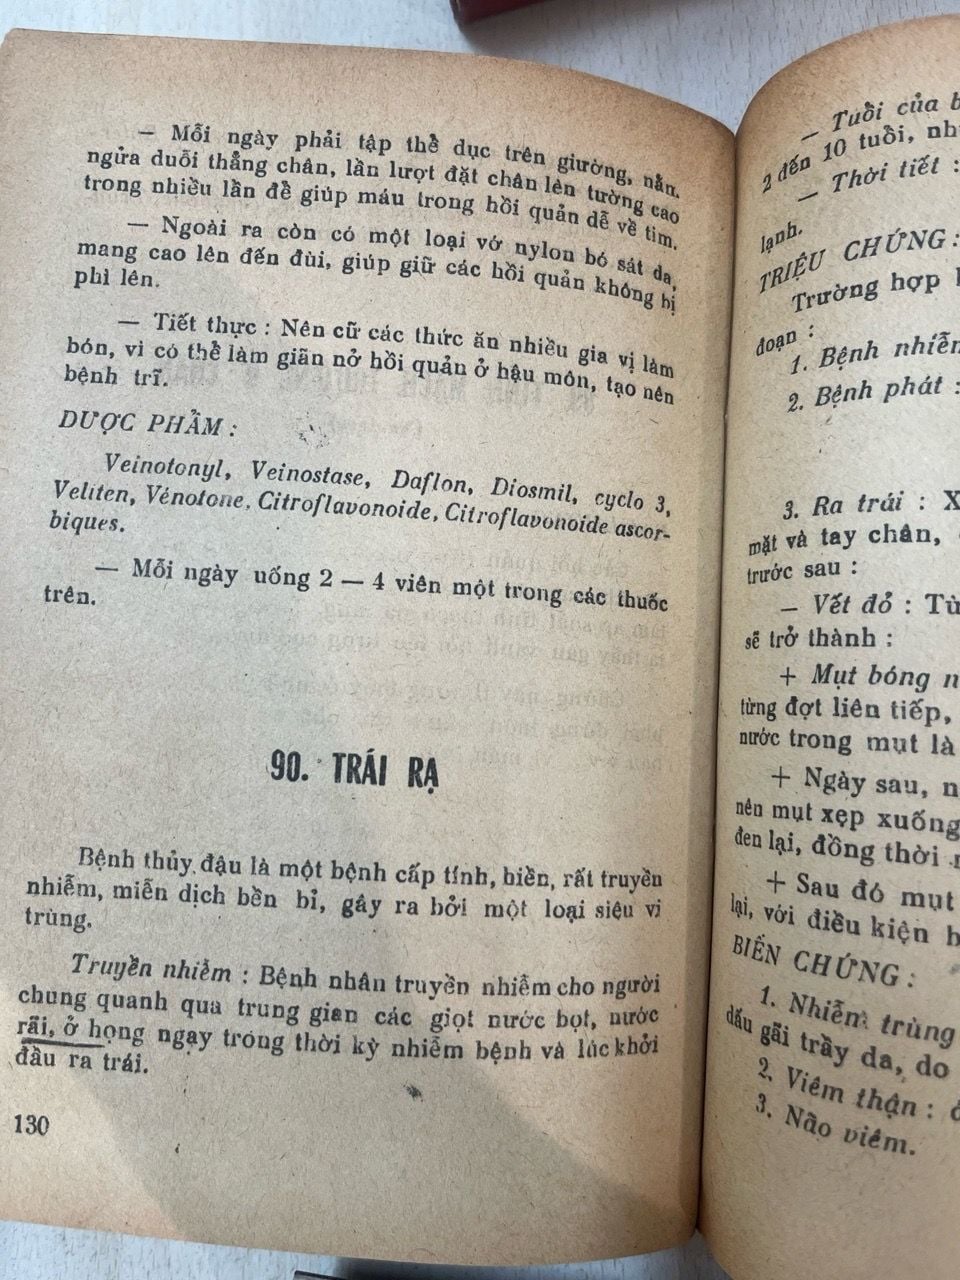 — Mỗi ngày phải tập thể dục trên giường, nằn.
ngửa duỗi thẳng chân, lần lượt đặt chân lên tường cao
trong nhiều lần để giúp máu trong hồi quản dễ về tim.
— Ngoài ra còn có một loại vớ nylon bó sát da,
mang cao lên đến đùi, giúp giữ các hồi quản không bị
phì lên.
— Tiết thực : Nên cữ các thức ăn nhiều gia vị làm
bón, vì có thể làm giãn nở hồi quản ở hậu môn, tạo nên
bệnh trĩ.
DƯỢC PHẨM :
Veinotonyl, Veinostase, Daflon, Diosmil, cyclo 3,
Veliten, Vénotone, Citroflavonoide, Citroflavonoide ascor-
biques.
— Mỗi ngày uống 2 — 4 viên một trong các thuốc
trên.
90. TRÁI RẠ
Bệnh thủy đậu là một bệnh cấp tính, biền, rất truyền
nhiễm, miễn dịch bền bỉ, gây ra bởi một loại siêu vi
trùng.
Truyền nhiễm : Bệnh nhân truyền nhiễm cho người
chung quanh qua trung gian các giọt nước bọt, nước
rãi, ở họng ngay trong thời kỳ nhiễm bệnh và lúc khởi
đầu ra trái.
130
— Tuổi của
2 đến 10 tuổi,
— Thời tiết :
lạnh.
TRIỆU CHỨNG :
Trường hợp
đoạn :
1. Bệnh nhiễm
2. Bệnh phát :
3. Ra trái :
mặt và tay chân,
trước sau :
— Vết đỏ : Từ
sẽ trở thành :
+ Mụt bóng
từng đợt liên tiếp,
nước trong mụt là
+ Ngày sau,
nên mụt xẹp xuống
đen lại, đồng thời
+ Sau đó mụt
lại, với điều kiện
BIẾN CHỨNG :
1. Nhiễm trùng
dấu gãi trầy da, do
2. Viêm thận :
3. Não viêm.